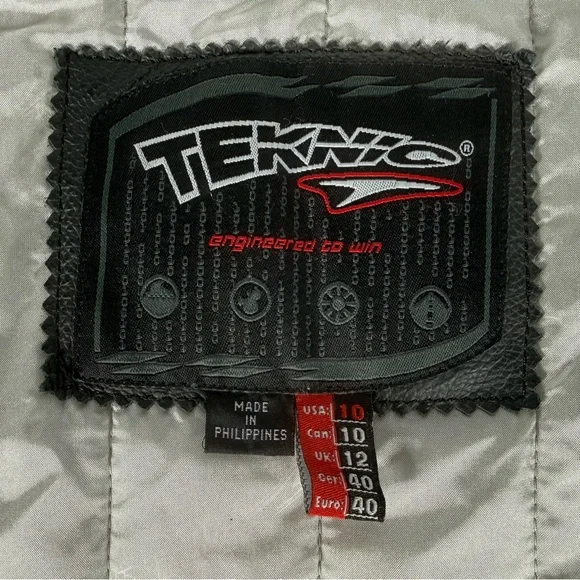 TEKNIC®
engineered to win
MADE
IN
PHILIPPINES
USA: 10
Can: 10
UK: 12
Ger: 40
Euro: 40